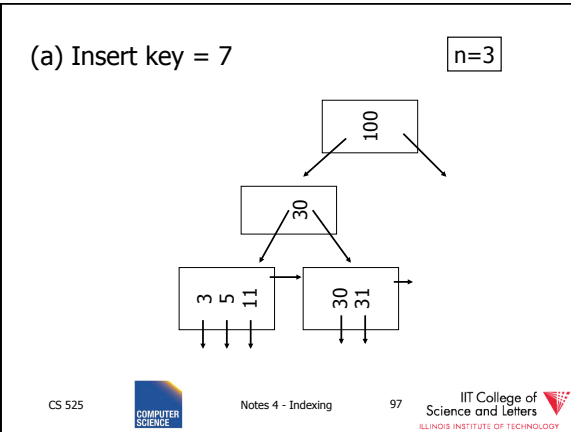 (a) Insert key = 7
n=3
100
30
3
5
11
30
31
CS 525
COMPUTER
SCIENCE
Notes 4 - Indexing
97
IIT College of
Science and Letters
ILLINOIS INSTITUTE OF TECHNOLOGY